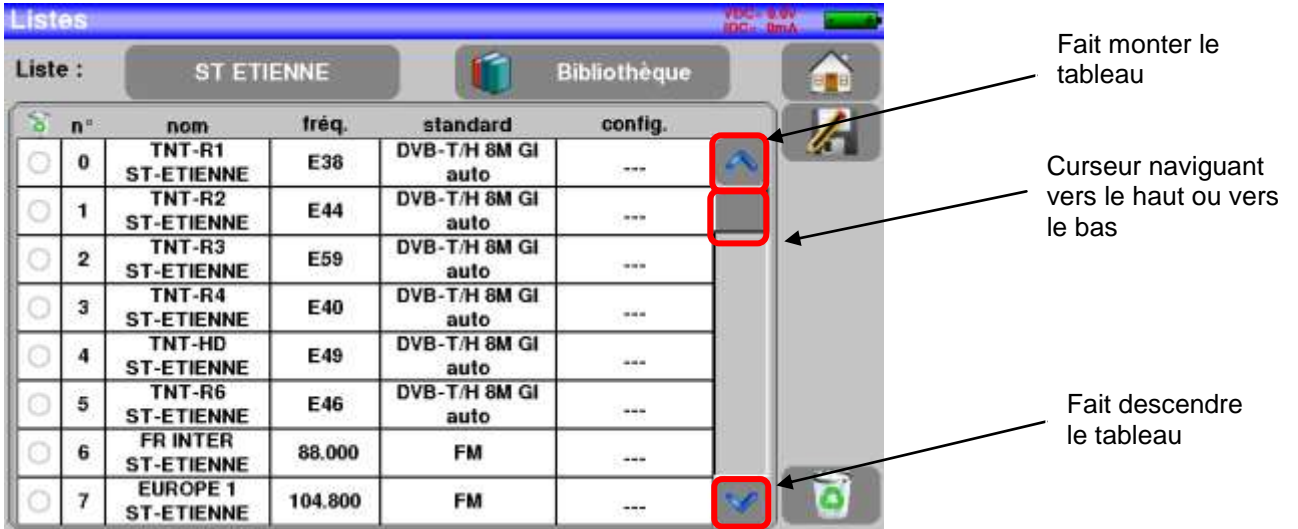 Listes
VDC= 0.0V
IDC= 0mA
Liste :
ST ETIENNE
Bibliothèque
n° nom fréq. standard config.
0 TNT-R1 ST-ETIENNE E38 DVB-T/H 8M GI auto ---
1 TNT-R2 ST-ETIENNE E44 DVB-T/H 8M GI auto ---
2 TNT-R3 ST-ETIENNE E59 DVB-T/H 8M GI auto ---
3 TNT-R4 ST-ETIENNE E40 DVB-T/H 8M GI auto ---
4 TNT-HD ST-ETIENNE E49 DVB-T/H 8M GI auto ---
5 TNT-R6 ST-ETIENNE E46 DVB-T/H 8M GI auto ---
6 FR INTER ST-ETIENNE 88.000 FM ---
7 EUROPE 1 ST-ETIENNE 104.800 FM ---
Fait monter le
tableau
Curseur naviguant
vers le haut ou vers
le bas
Fait descendre
le tableau